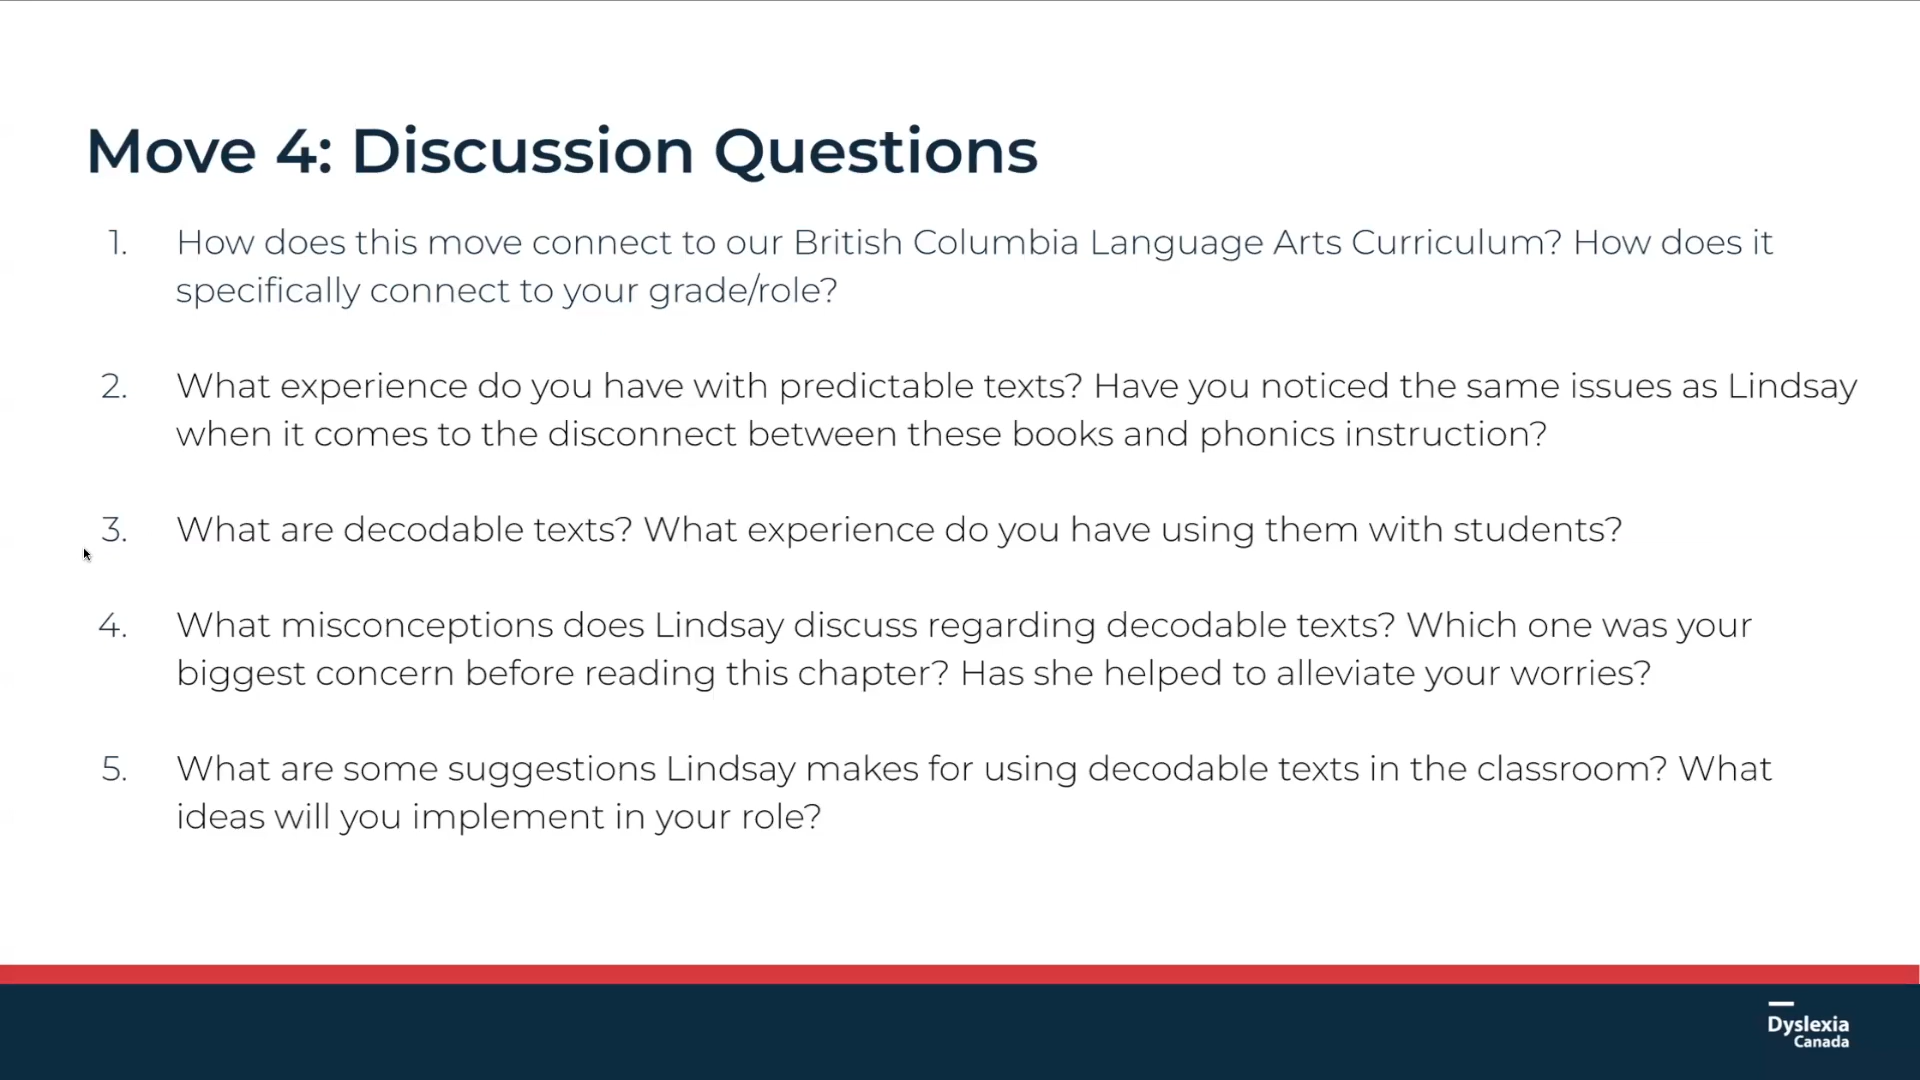 Move 4: Discussion Questions
1. How does this move connect to our British Columbia Language Arts Curriculum? How does it
specifically connect to your grade/role?
2. What experience do you have with predictable texts? Have you noticed the same issues as Lindsay
when it comes to the disconnect between these books and phonics instruction?
3. What are decodable texts? What experience do you have using them with students?
4. What misconceptions does Lindsay discuss regarding decodable texts? Which one was your
biggest concern before reading this chapter? Has she helped to alleviate your worries?
5. What are some suggestions Lindsay makes for using decodable texts in the classroom? What
ideas will you implement in your role?
Dyslexia
Canada